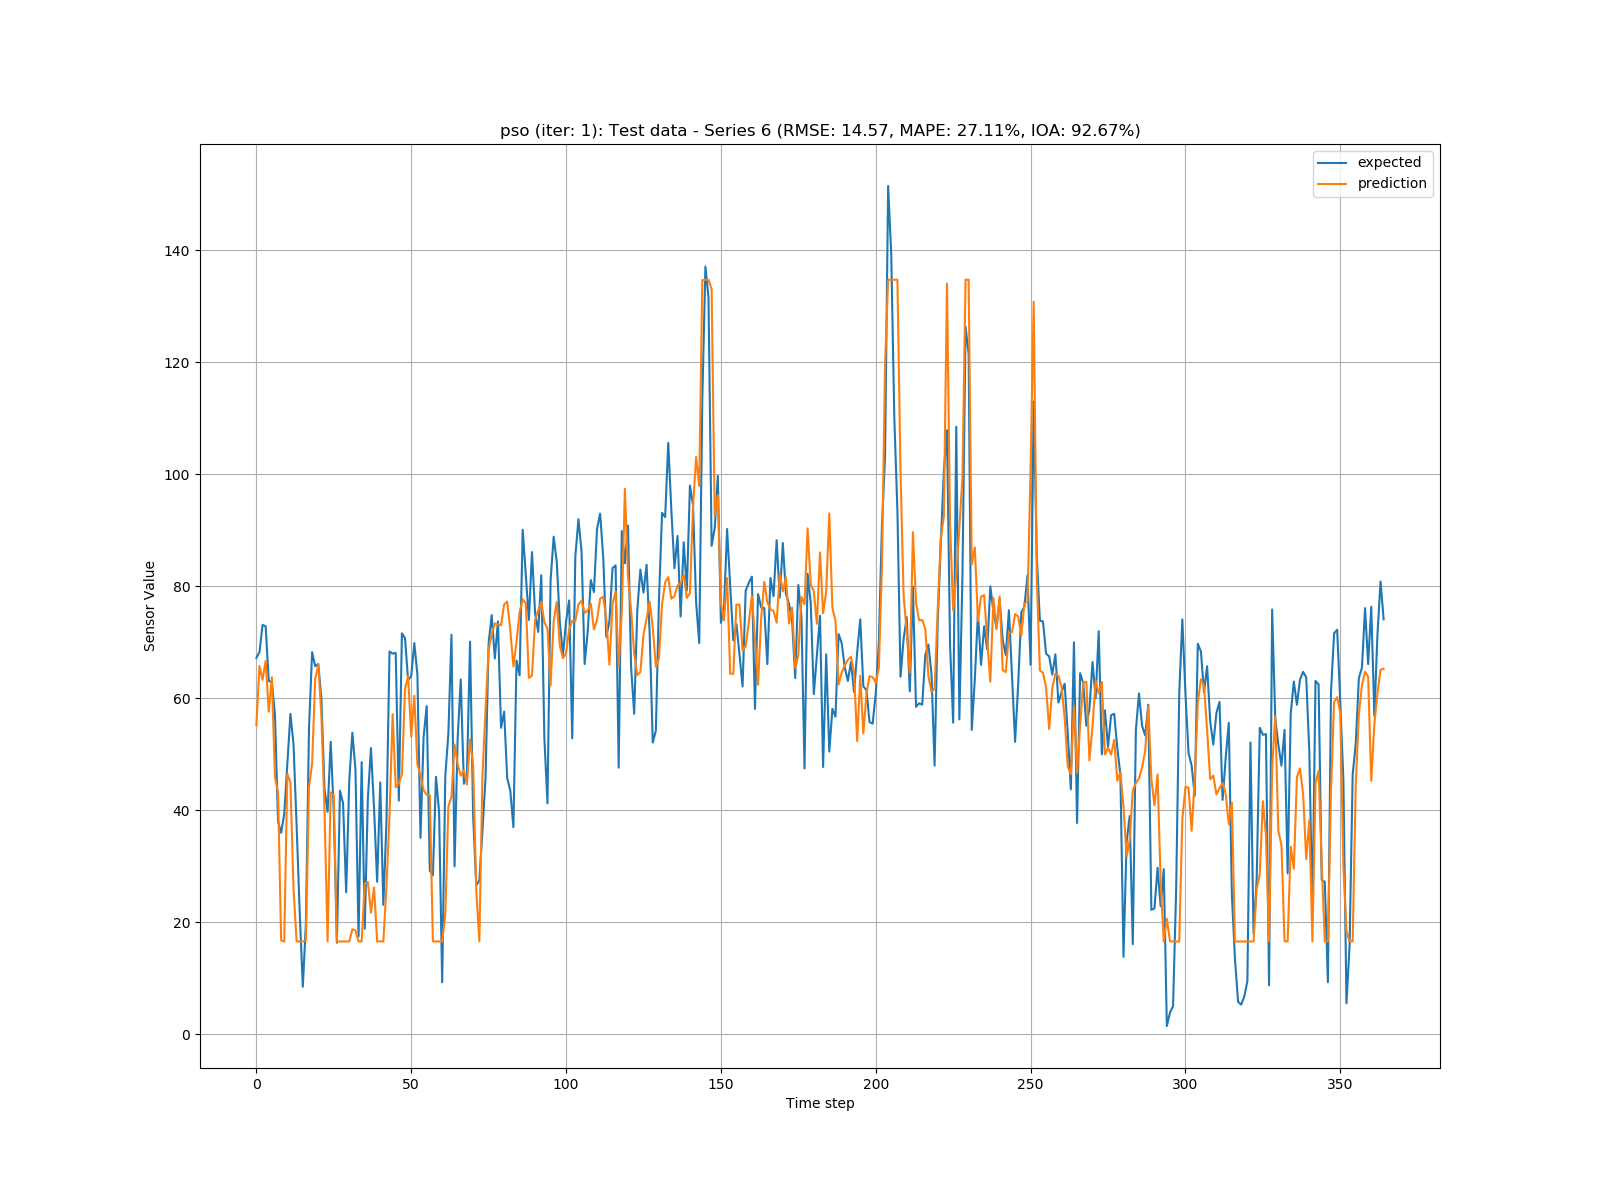 pso (iter: 1): Test data - Series 6 (RMSE: 14.57, MAPE: 27.11%, IOA: 92.67%)
expected
prediction
140
120
100
80
60
40
20
0
Sensor Value
0 50 100 150 200 250 300 350
Time step